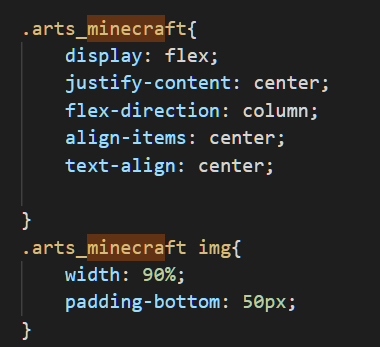 .arts_minecraft{
display: flex;
justify-content: center;
flex-direction: column;
align-items: center;
text-align: center;
}
.arts_minecraft img{
width: 90%;
padding-bottom: 50px;
}